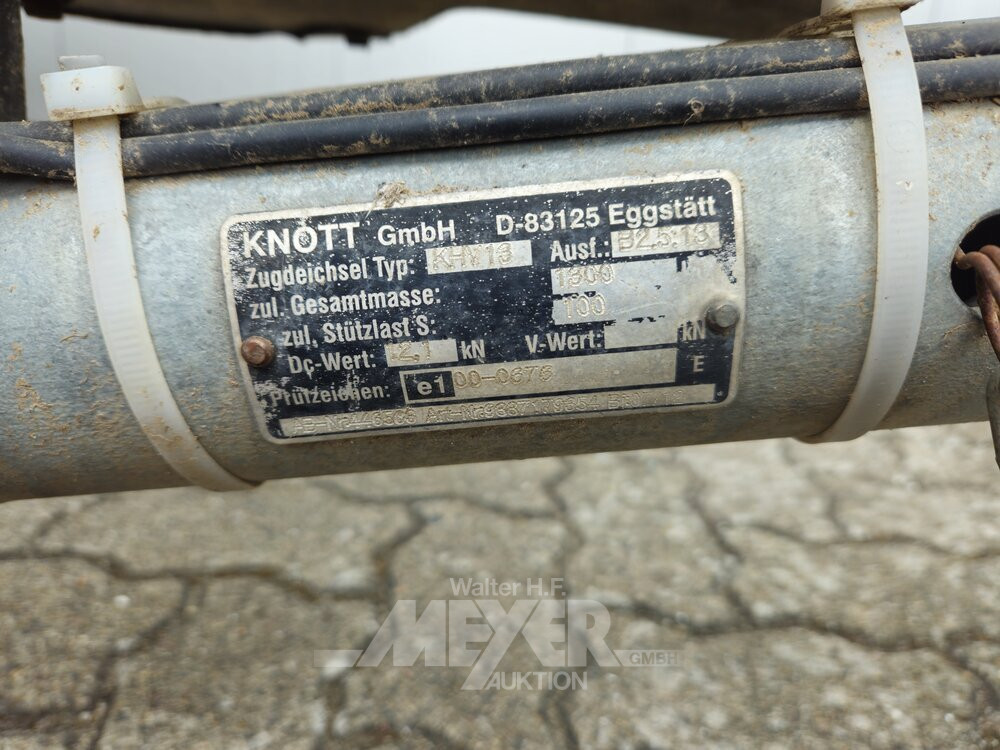 KNOTT GmbH D-83125 Eggstätt
Zugdeichsel Typ: KHV13 Ausf.: B2.5.13
zul. Gesamtmasse: 1300
zul. Stützlast S: 100
Dc-Wert: 12,1 kN V-Wert: kN
Prüfzeichen: e1 00-0676 E
Walter H.F.
MEYER
GMBH
AUKTION